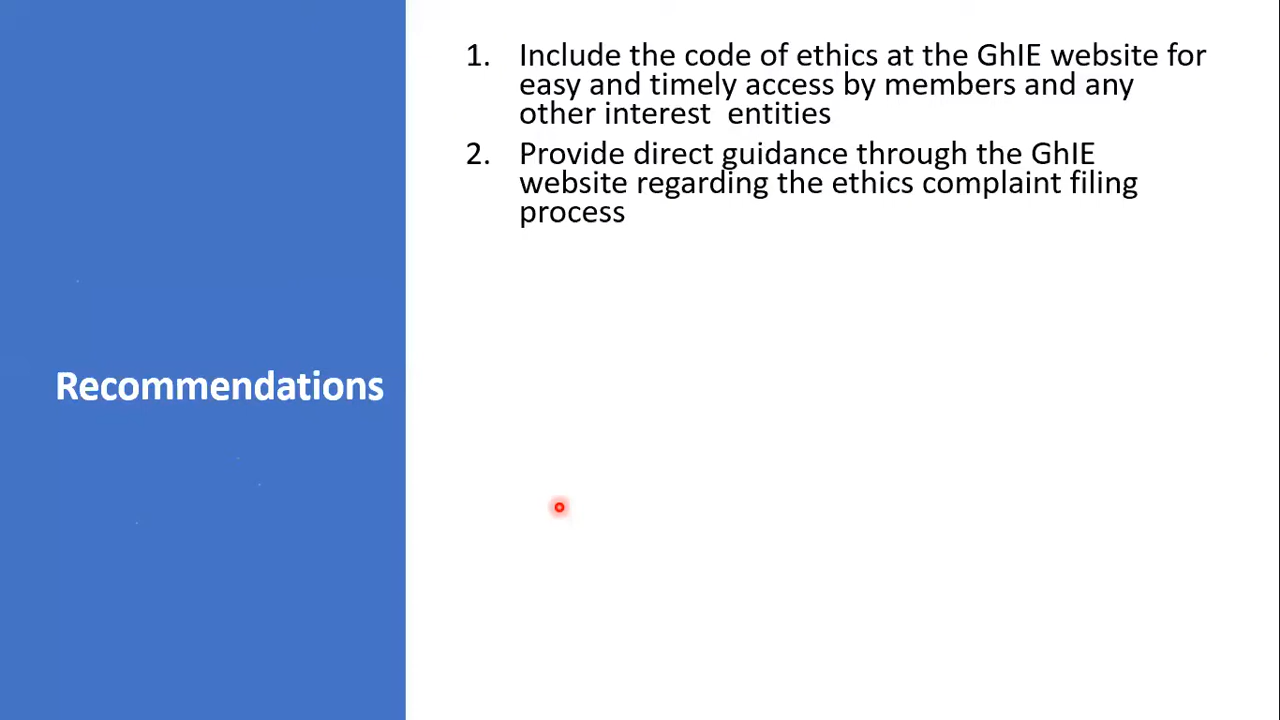 Recommendations
1. Include the code of ethics at the GhIE website for
easy and timely access by members and any
other interest  entities
2. Provide direct guidance through the GhIE
website regarding the ethics complaint filing
process